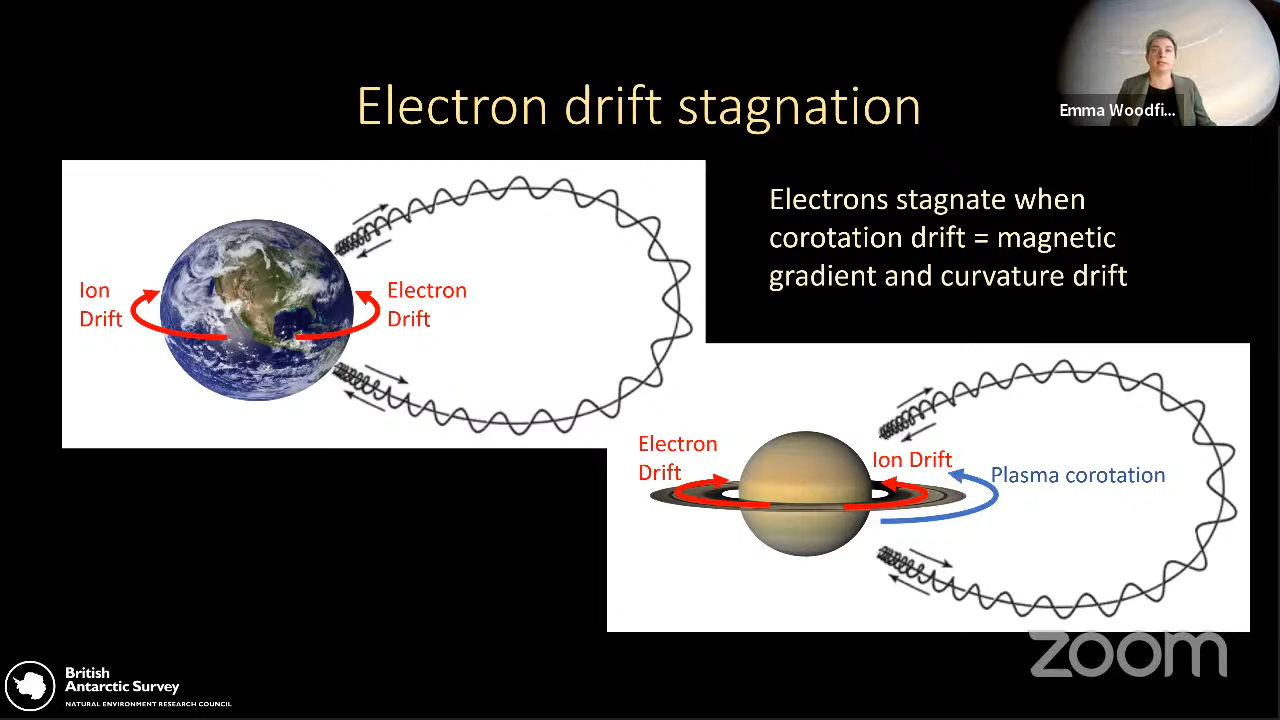 Electron drift stagnation
Emma Woodfi...
Ion
Drift
Electron
Drift
Electrons stagnate when
corotation drift = magnetic
gradient and curvature drift
Electron
Drift
Ion Drift
Plasma corotation
zoom
British
Antarctic Survey
NATURAL ENVIRONMENT RESEARCH COUNCIL